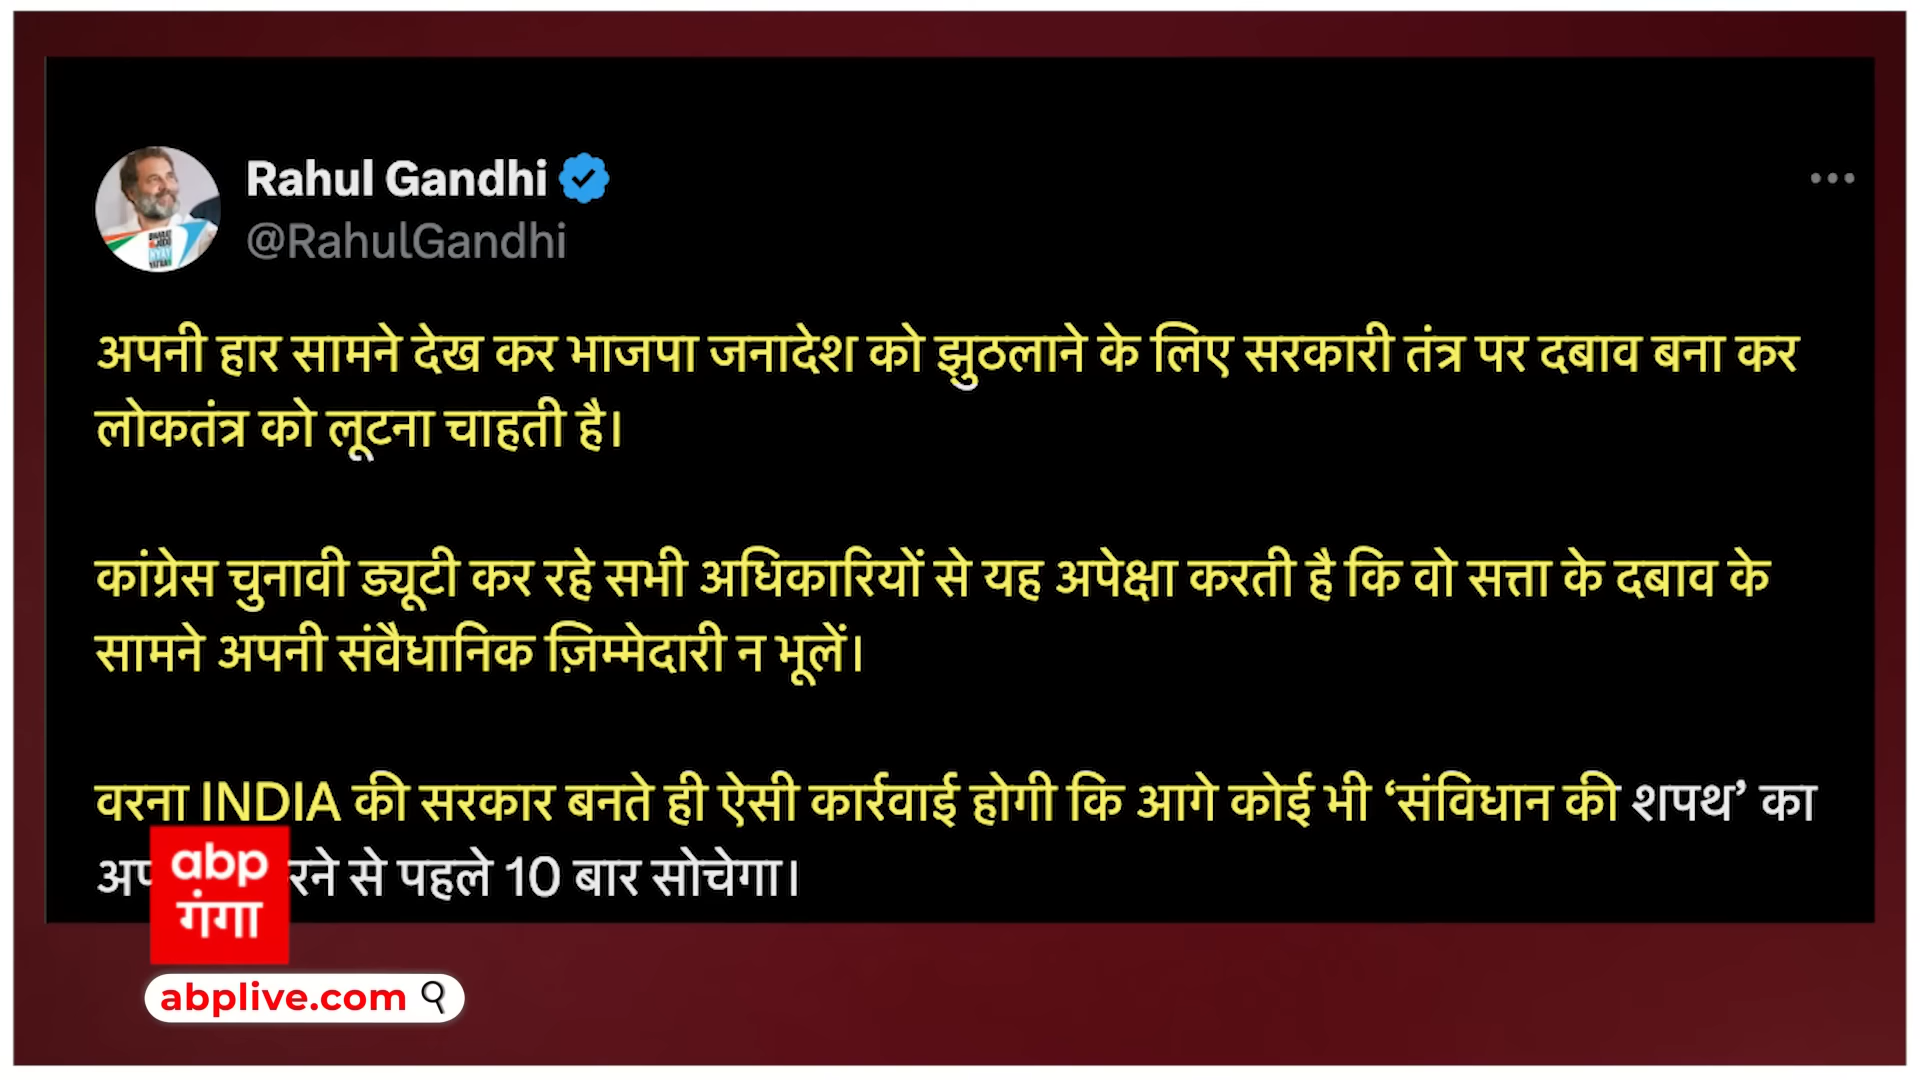 Rahul Gandhi
@RahulGandhi
अपनी हार सामने देख कर भाजपा जनादेश को झुठलाने के लिए सरकारी तंत्र पर दबाव बना कर
लोकतंत्र को लूटना चाहती है।
कांग्रेस चुनावी ड्यूटी कर रहे सभी अधिकारियों से यह अपेक्षा करती है कि वो सत्ता के दबाव के
सामने अपनी संवैधानिक ज़िम्मेदारी न भूलें।
वरना INDIA की सरकार बनते ही ऐसी कार्रवाई होगी कि आगे कोई भी ‘संविधान की शपथ’ का
से पहले 10 बार सोचेगा।
abp
गंगा
abplive.com